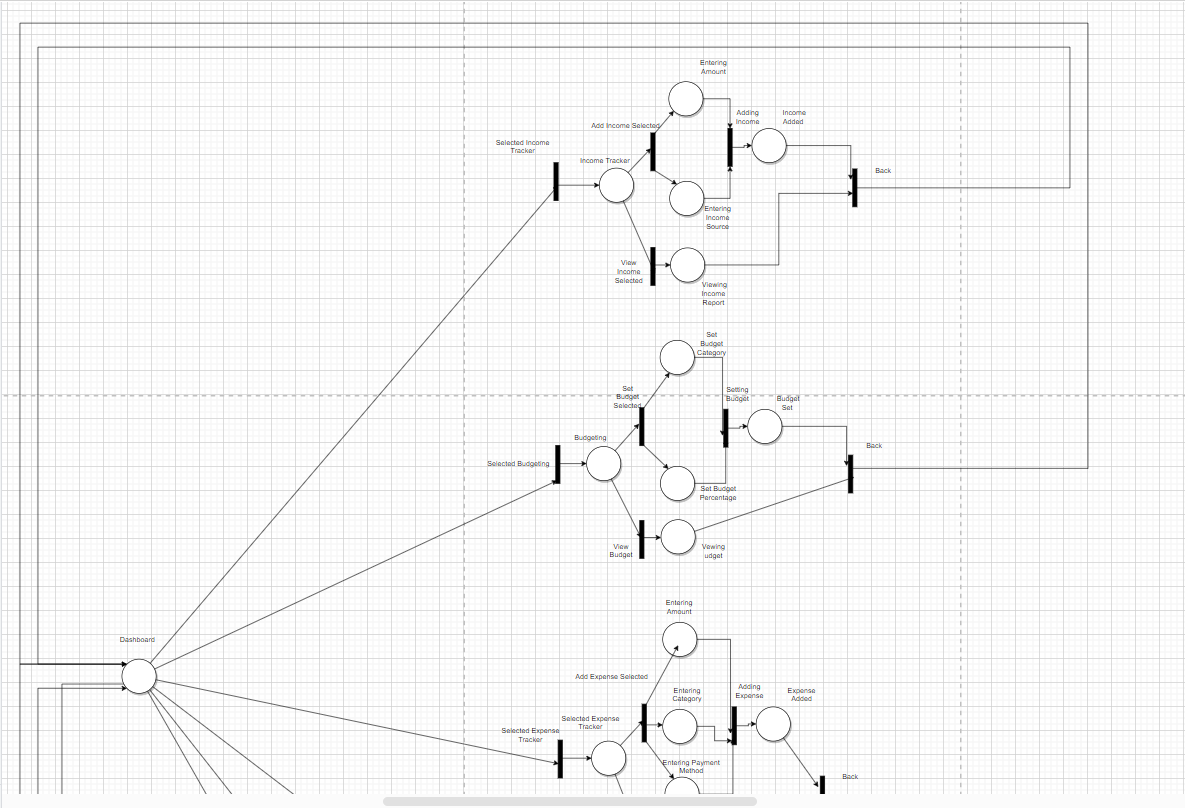 Entering
Amount
Adding
Income
Income
Added
Add Income Selected
Selected Income
Tracker
Income Tracker
Back
Entering
Income
Source
View
Income
Selected
Viewing
Income
Report
Set
Budget
Category
Set
Budget
Selected
Setting
Budget
Budget
Set
Budgeting
Back
Selected Budgeting
Set Budget
Percentage
View
Budget
Vewing
udget
Entering
Amount
Dashboard
Add Expense Selected
Entering
Category
Adding
Expense
Expense
Added
Selected Expense
Tracker
Selected Expense
Tracker
Entering Payment
Method
Back